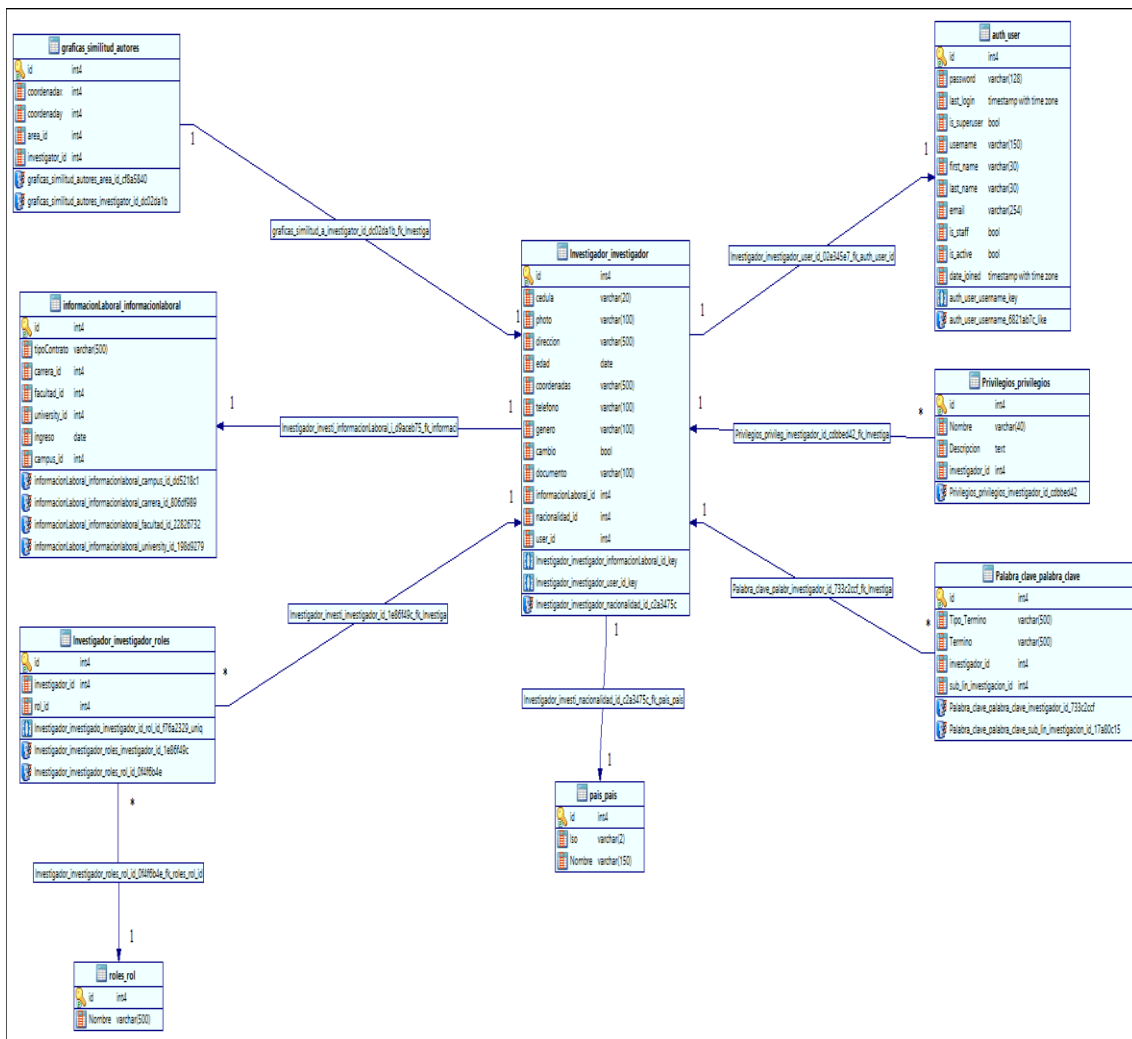 graficas_similitud_autores
id int4
coordenadax int4
coordenaday int4
area_id int4
investigator_id int4
graficas_similitud_autores_area_id_cf8a5840
graficas_similitud_autores_investigator_id_dc02da1b
1
graficas_similitud_a_investigator_id_dc02da1b_fk_Investiga
1
auth_user
id int4
password varchar(128)
last_login timestamp with time zone
is_superuser bool
username varchar(150)
first_name varchar(30)
last_name varchar(30)
email varchar(254)
is_staff bool
is_active bool
date_joined timestamp with time zone
auth_user_username_key
auth_user_username_6821ab7c_like
1
Investigador_investigador_user_id_02e345e7_fk_auth_user_id
1
Investigador_investigador
id int4
cedula varchar(20)
photo varchar(100)
direccion varchar(500)
edad date
coordenadas varchar(500)
telefono varchar(100)
genero varchar(100)
cambio bool
documento varchar(100)
informacionLaboral_id int4
nacionalidad_id int4
user_id int4
Investigador_investigador_informacionLaboral_id_key
Investigador_investigador_user_id_key
Investigador_investigador_nacionalidad_id_c2a3475c
informacionLaboral_informacionlaboral
id int4
tipoContrato varchar(500)
carrera_id int4
facultad_id int4
university_id int4
ingreso date
campus_id int4
informacionLaboral_informacionlaboral_campus_id_dd5218c1
informacionLaboral_informacionlaboral_carrera_id_806df989
informacionLaboral_informacionlaboral_facultad_id_22826732
informacionLaboral_informacionlaboral_university_id_198d9279
1
Investigador_investi_informacionLaboral_i_d9aceb75_fk_informaci
1
Privilegios_privilegios
id int4
Nombre varchar(40)
Descripcion text
investigador_id int4
Privilegios_privilegios_investigador_id_cdbbed42
1
Privilegios_privileg_investigador_id_cdbbed42_fk_Investiga
*
Palabra_clave_palabra_clave
id int4
Tipo_Termino varchar(500)
Termino varchar(500)
investigador_id int4
sub_lin_investigacion_id int4
Palabra_clave_palabra_clave_investigador_id_733c2ccf
Palabra_clave_palabra_clave_sub_lin_investigacion_id_17a80c15
1
Palabra_clave_palabr_investigador_id_733c2ccf_fk_Investiga
*
1
Investigador_investi_investigador_id_1e86f49c_fk_Investiga
*
Investigador_investigador_roles
id int4
investigador_id int4
rol_id int4
Investigador_investigado_investigador_id_rol_id_f76a2329_uniq
Investigador_investigador_roles_investigador_id_1e86f49c
Investigador_investigador_roles_rol_id_0f4f6b4e
*
Investigador_investigador_roles_rol_id_0f4f6b4e_fk_roles_rol_id
1
roles_rol
id int4
Nombre varchar(500)
1
Investigador_investi_nacionalidad_id_c2a3475c_fk_pais_pais
1
pais_pais
id int4
Iso varchar(2)
Nombre varchar(150)